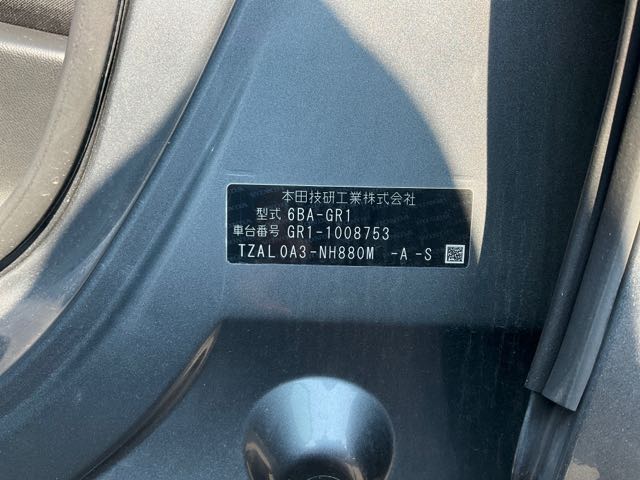 本田技研工業株式会社
型式 6BA-GR1
車台番号 GR1-1008753
TZAL0A3-NH880M -A -S